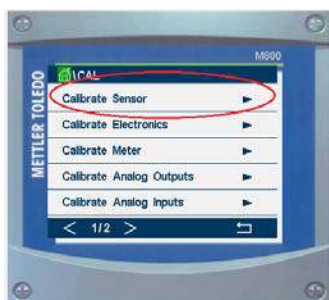 M800
METTLER TOLEDO
\CAL
Calibrate Sensor
Calibrate Electronics
Calibrate Meter
Calibrate Analog Outputs
Calibrate Analog Inputs
< 1/2 >